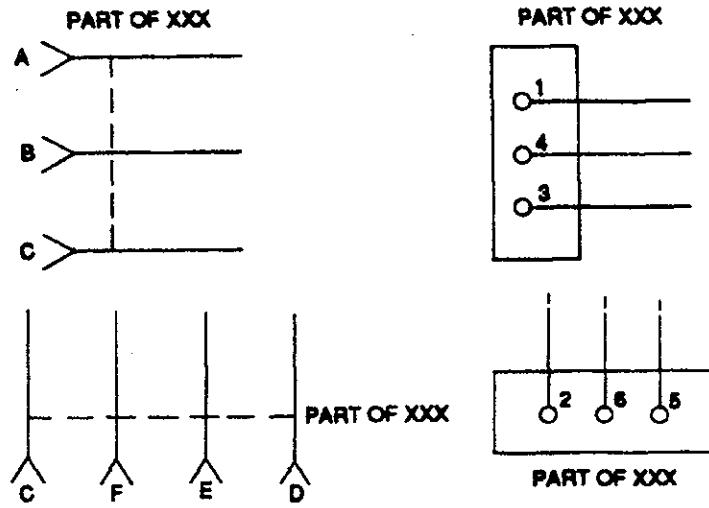 PART OF XXX
A
B
C
PART OF XXX
1
4
3
PART OF XXX
C F E D
2 6 5
PART OF XXX